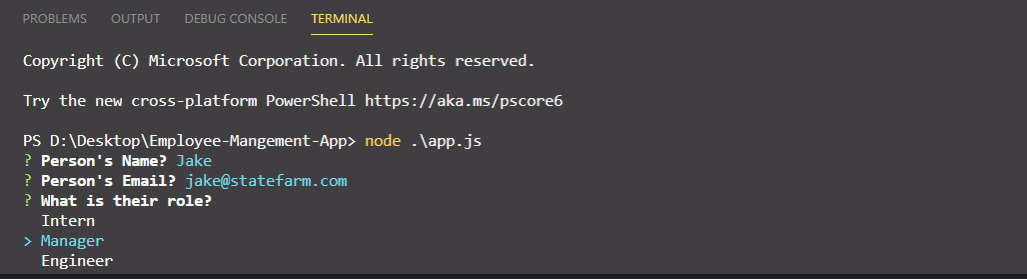 PROBLEMS OUTPUT DEBUG CONSOLE TERMINAL
Copyright (C) Microsoft Corporation. All rights reserved.
Try the new cross-platform PowerShell https://aka.ms/pscore6
PS D:\Desktop\Employee-Mangement-App> node .\app.js
? Person's Name? Jake
? Person's Email? jake@statefarm.com
? What is their role?
Intern
> Manager
Engineer